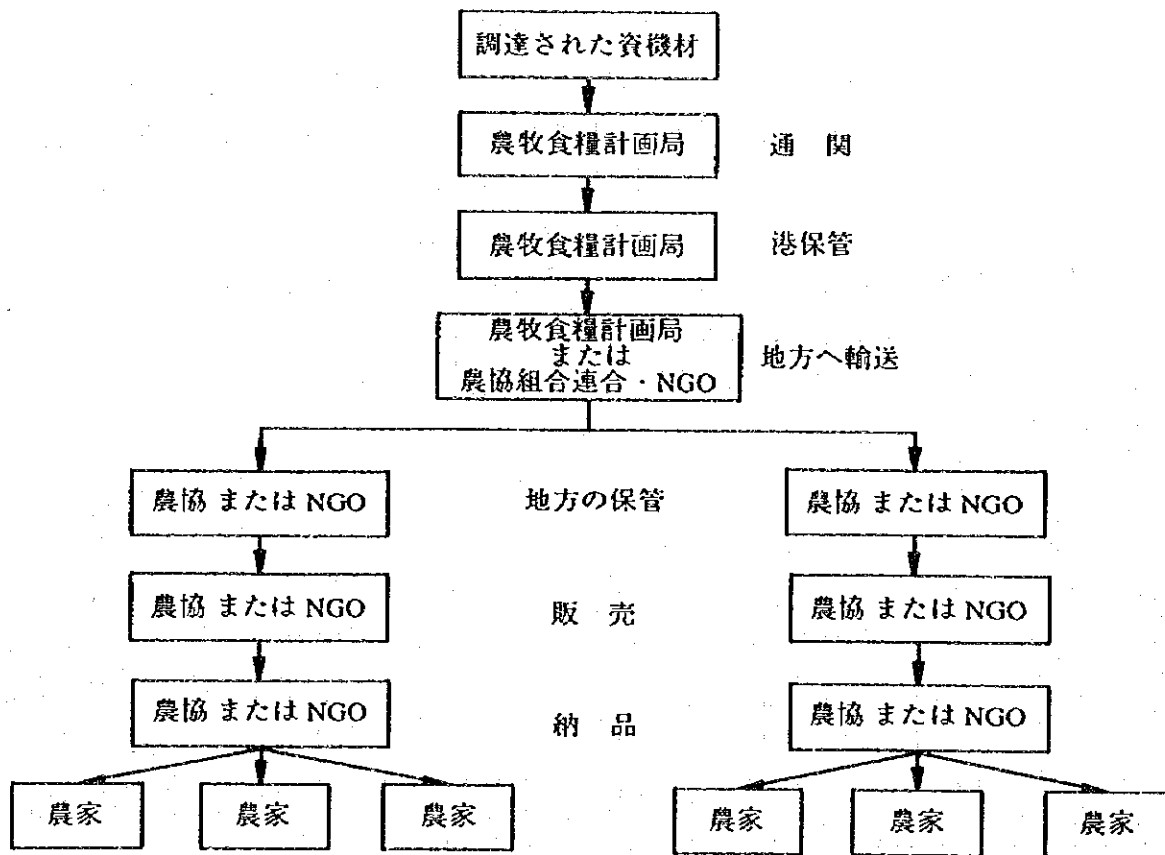 調達された資機材
農牧食糧計画局
通 関
農牧食糧計画局
港保管
農牧食糧計画局
または
農協組合連合・NGO
地方へ輸送
農協 または NGO
地方の保管
農協 または NGO
農協 または NGO
販 売
農協 または NGO
農協 または NGO
納 品
農協 または NGO
農家
農家
農家
農家
農家
農家